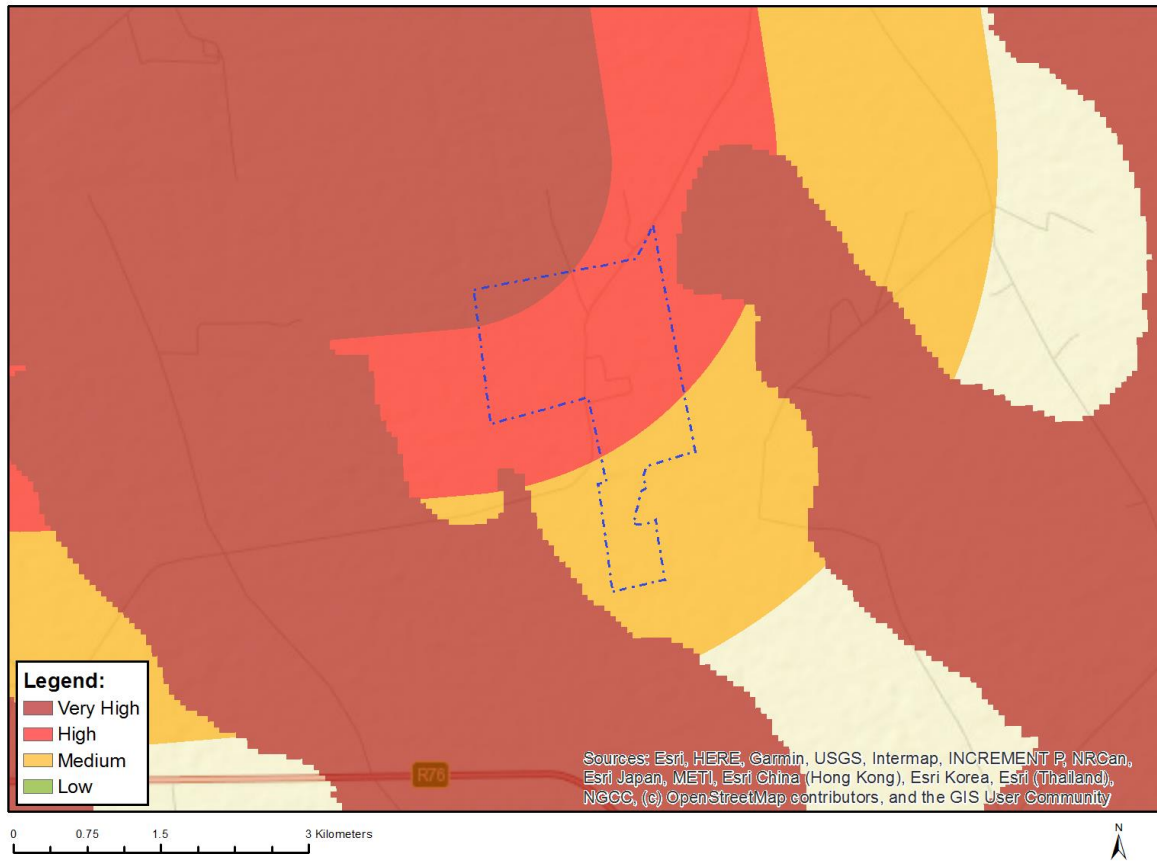 Legend:
Very High
High
Medium
Low
R76
Sources: Esri, HERE, Garmin, USGS, Intermap, INCREMENT P, NRCan,
Esri Japan, METI, Esri China (Hong Kong), Esri Korea, Esri (Thailand),
NGCC, (c) OpenStreetMap contributors, and the GIS User Community
0 0.75 1.5 3 Kilometers
N